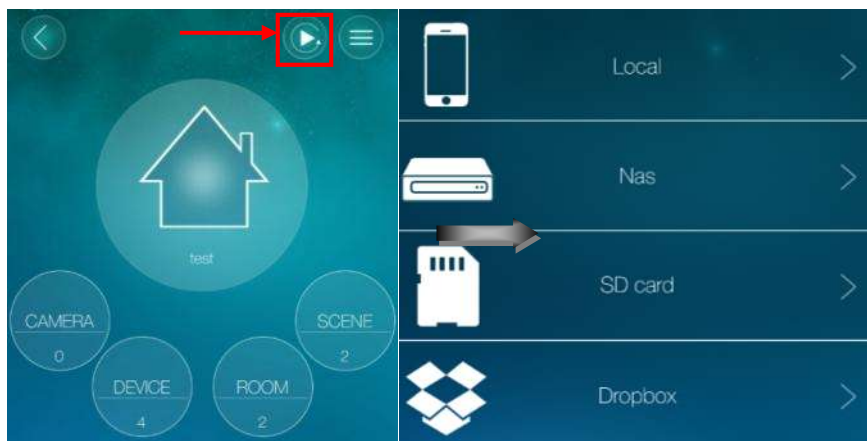 test
CAMERA
0
DEVICE
4
ROOM
2
SCENE
2
Local
Nas
SD card
Dropbox